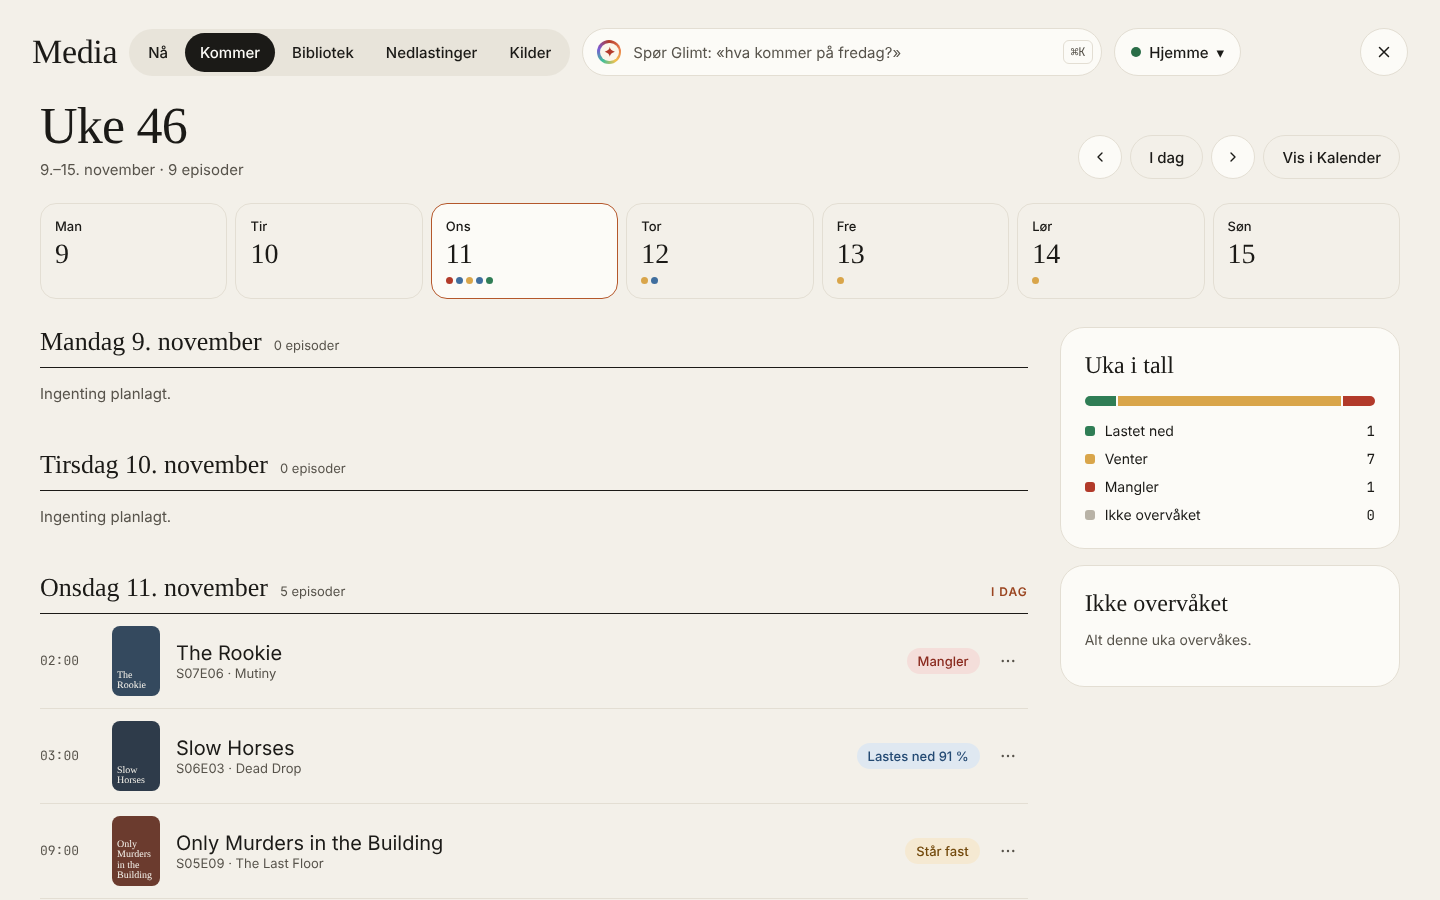 Media
Nå
Kommer
Bibliotek
Nedlastinger
Kilder
Spør Glimt: «hva kommer på fredag?»
⌘K
Hjemme ▾
Uke 46
9.–15. november · 9 episoder
I dag
Vis i Kalender
Man
9
Tir
10
Ons
11
Tor
12
Fre
13
Lør
14
Søn
15
Mandag 9. november 0 episoder
Ingenting planlagt.
Tirsdag 10. november 0 episoder
Ingenting planlagt.
Onsdag 11. november 5 episoder
I DAG
02:00
The
Rookie
The Rookie
S07E06 · Mutiny
Mangler
03:00
Slow
Horses
Slow Horses
S06E03 · Dead Drop
Lastes ned 91 %
09:00
Only
Murders
in the
Building
Only Murders in the Building
S05E09 · The Last Floor
Står fast
Uka i tall
Lastet ned 1
Venter 7
Mangler 1
Ikke overvåket 0
Ikke overvåket
Alt denne uka overvåkes.